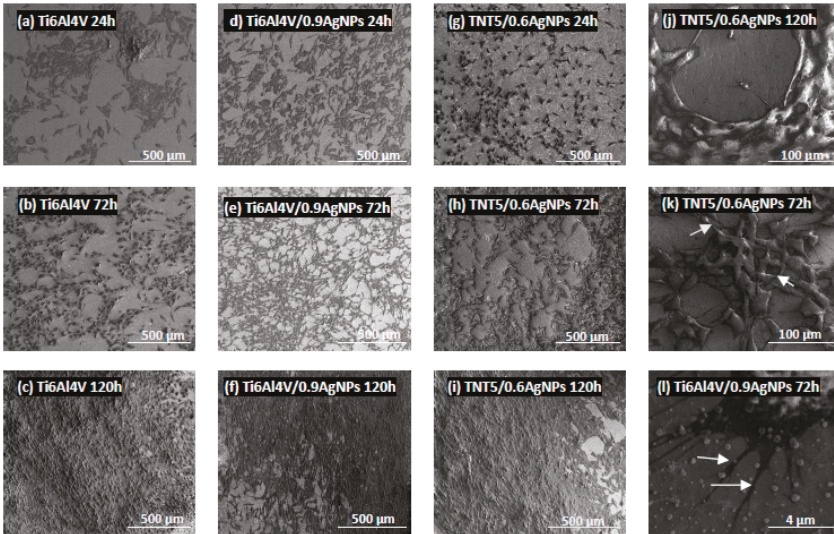 (a) Ti6Al4V 24h
500 µm
d) Ti6Al4V/0.9AgNPs 24h
500 µm
(g) TNT5/0.6AgNPs 24h
500 µm
(j) TNT5/0.6AgNPs 120h
100 µm
(b) Ti6Al4V 72h
500 µm
(e) Ti6Al4V/0.9AgNPs 72h
500 µm
(h) TNT5/0.6AgNPs 72h
500 µm
(k) TNT5/0.6AgNPs 72h
100 µm
(c) Ti6Al4V 120h
500 µm
(f) Ti6Al4V/0.9AgNPs 120h
500 µm
(i) TNT5/0.6AgNPs 120h
500 µm
(l) Ti6Al4V/0.9AgNPs 72h
4 µm